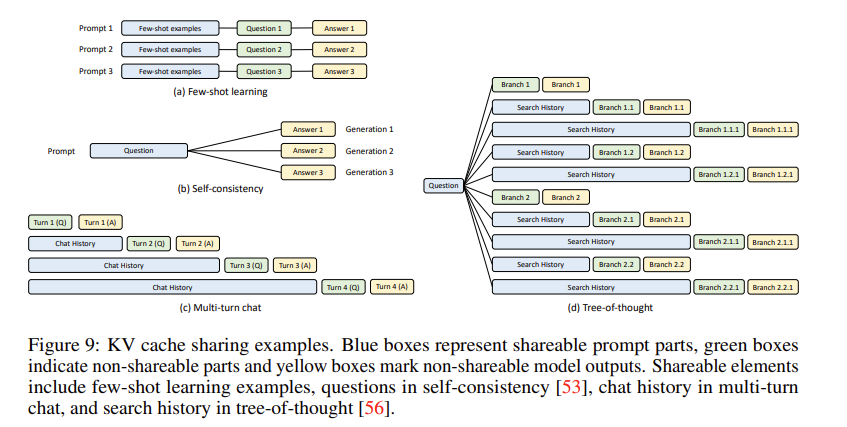 Prompt 1 Few-shot examples Question 1 Answer 1
Prompt 2 Few-shot examples Question 2 Answer 2
Prompt 3 Few-shot examples Question 3 Answer 3
(a) Few-shot learning
Prompt Question
Answer 1 Generation 1
Answer 2 Generation 2
Answer 3 Generation 3
(b) Self-consistency
Turn 1 (Q) Turn 1 (A)
Chat History Turn 2 (Q) Turn 2 (A)
Chat History Turn 3 (Q) Turn 3 (A)
Chat History Turn 4 (Q) Turn 4 (A)
(c) Multi-turn chat
Question
Branch 1 Branch 1
Search History Branch 1.1 Branch 1.1
Search History Branch 1.1.1 Branch 1.1.1
Search History Branch 1.2 Branch 1.2
Search History Branch 1.2.1 Branch 1.2.1
Branch 2 Branch 2
Search History Branch 2.1 Branch 2.1
Search History Branch 2.1.1 Branch 2.1.1
Search History Branch 2.2 Branch 2.2
Search History Branch 2.2.1 Branch 2.2.1
(d) Tree-of-thought
Figure 9: KV cache sharing examples. Blue boxes represent shareable prompt parts, green boxes
indicate non-shareable parts and yellow boxes mark non-shareable model outputs. Shareable elements
include few-shot learning examples, questions in self-consistency [53], chat history in multi-turn
chat, and search history in tree-of-thought [56].